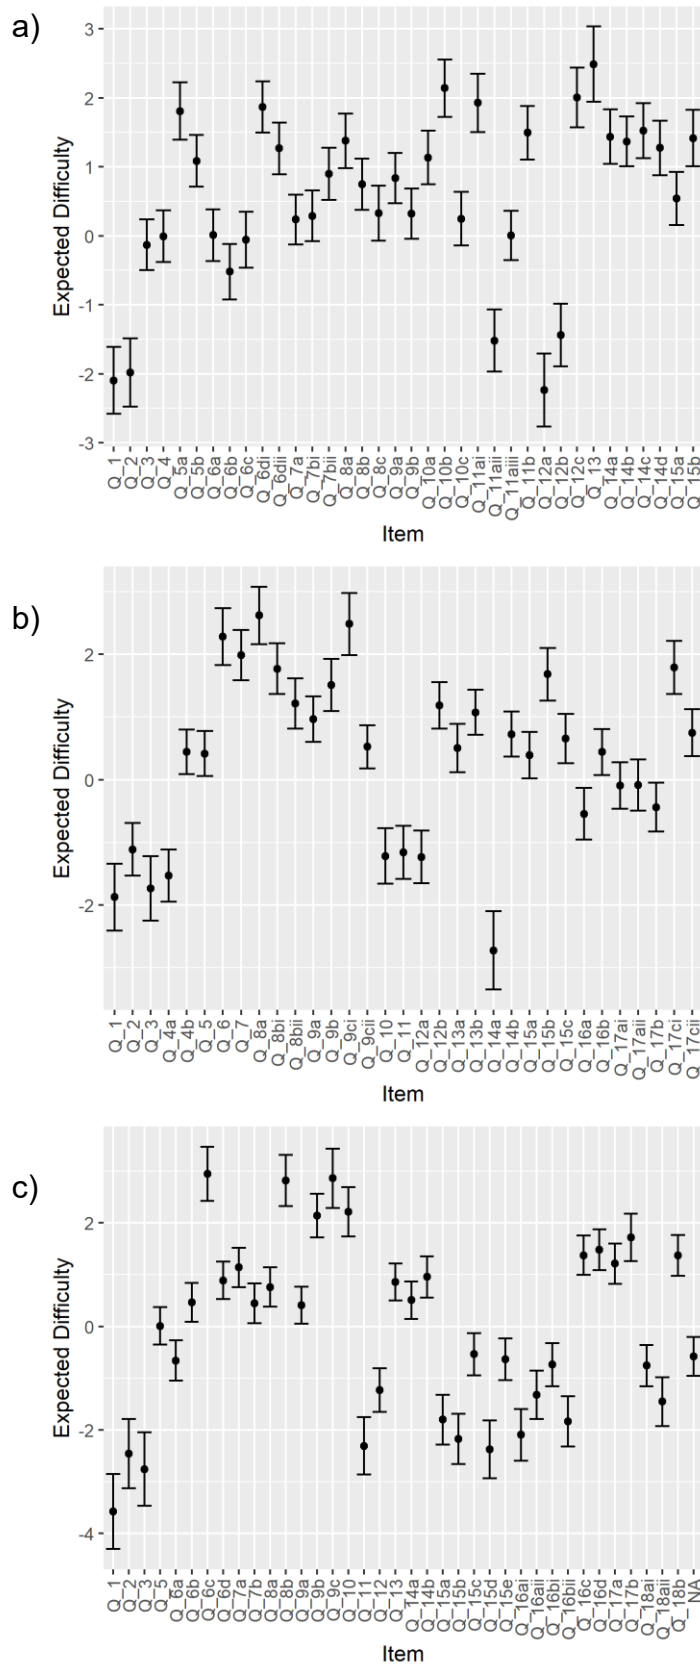 a)
Expected Difficulty
3
2
1
0
-1
-2
-3
Q_1 Q_2 Q_3 Q_4 Q_5a Q_5b Q_6a Q_6b Q_6c Q_6di Q_6dii Q_7a Q_7bi Q_7bii Q_8a Q_8b Q_8c Q_9a Q_9b Q_10a Q_10b Q_10c Q_11ai Q_11aii Q_11aiii Q_11b Q_12a Q_12b Q_12c Q_13 Q_14a Q_14b Q_14c Q_14d Q_15a Q_15b
Item
b)
Expected Difficulty
2
0
-2
Q_1 Q_2 Q_3 Q_4a Q_4b Q_5 Q_6 Q_7 Q_8a Q_8bi Q_8bii Q_9a Q_9b Q_9ci Q_9cii Q_10 Q_11 Q_12a Q_12b Q_13a Q_13b Q_14a Q_14b Q_15a Q_15b Q_15c Q_16a Q_16b Q_17ai Q_17aii Q_17b Q_17ci Q_17cii
Item
c)
Expected Difficulty
2
0
-2
-4
Q_1 Q_2 Q_3 Q_5 Q_6a Q_6b Q_6c Q_6d Q_7a Q_7b Q_8a Q_8b Q_9a Q_9b Q_9c Q_10 Q_11 Q_12 Q_13 Q_14a Q_14b Q_15a Q_15b Q_15c Q_15d Q_15e Q_16ai Q_16aii Q_16bi Q_16bii Q_16c Q_16d Q_17a Q_17b Q_18ai Q_18aii Q_18b Q_NA
Item